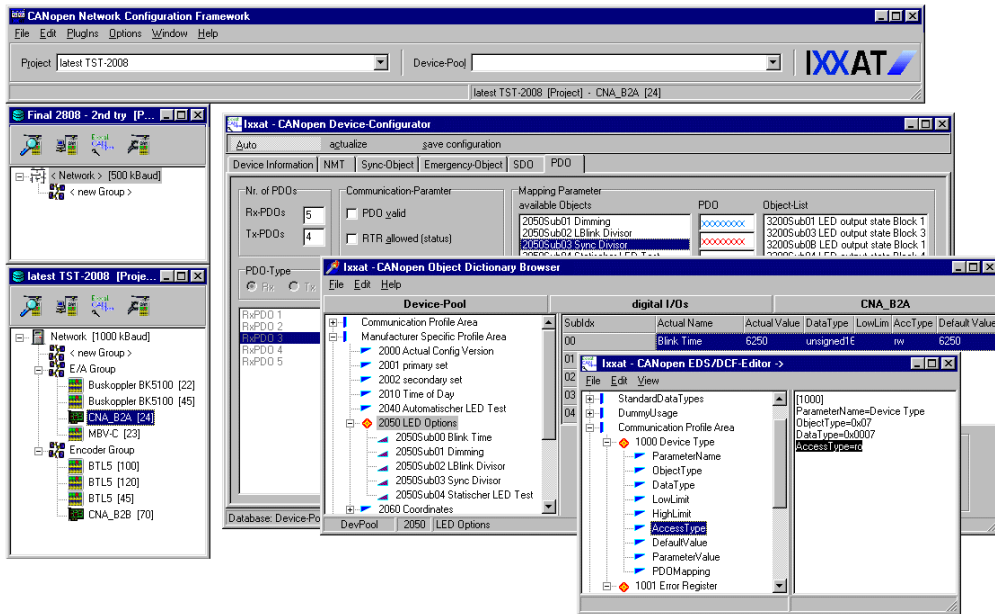 CANopen Network Configuration Framework
File Edit PlugIns Options Window Help
Project latest TST-2008 Device-Pool IXXAT
latest TST-2008 [Project] - CNA_B2A [24]
Final 2808 - 2nd try [P...
< Network > [500 kBaud]
< new Group >
latest TST-2008 [Proje...
Network [1000 kBaud]
< new Group >
E/A Group
Buskoppler BK5100 [22]
Buskoppler BK5100 [45]
CNA_B2A [24]
MBV-C [23]
Encoder Group
BTL5 [100]
BTL5 [120]
BTL5 [45]
CNA_B2B [70]
Ixxat - CANopen Device-Configurator
Auto actualize save configuration
Device Information NMT Sync-Object Emergency-Object SDO PDO
Nr. of PDOs Communication-Paramter Mapping Parameter
available Objects PDO Object-List
Rx-PDOs 5 PDO valid
Tx-PDOs 4 RTR allowed (status)
2050Sub01 Dimming xxxxxxxx 3200Sub01 LED output state Block 1
2050Sub02 LBlink Divisor 3200Sub03 LED output state Block 3
2050Sub03 Sync Divisor xxxxxxxx 3200Sub0B LED output state Block 1
PDO-Type
Rx Tx
RxPDO 1
RxPDO 2
RxPDO 3
RxPDO 4
RxPDO 5
Database: Device-Po
Ixxat - CANopen Object Dictionary Browser
File Edit Help
Device-Pool digital I/Os CNA_B2A
Communication Profile Area
Manufacturer Specific Profile Area
2000 Actual Config Version
2001 primary set
2002 secondary set
2010 Time of Day
2040 Automatischer LED Test
2050 LED Options
2050Sub00 Blink Time
2050Sub01 Dimming
2050Sub02 LBlink Divisor
2050Sub03 Sync Divisor
2050Sub04 Statischer LED Test
2060 Coordinates
DevPool 2050 LED Options
SubIdx Actual Name Actual Value DataType LowLim AccType Default Value
00 Blink Time 6250 unsigned16 rw 6250
01
02
03
04
Ixxat - CANopen EDS/DCF-Editor ->
File Edit View
StandardDataTypes
DummyUsage
Communication Profile Area
1000 Device Type
ParameterName
ObjectType
DataType
LowLimit
HighLimit
AccessType
DefaultValue
ParameterValue
PDOMapping
1001 Error Register
[1000]
ParameterName=Device Type
ObjectType=0x07
DataType=0x0007
AccessType=ro